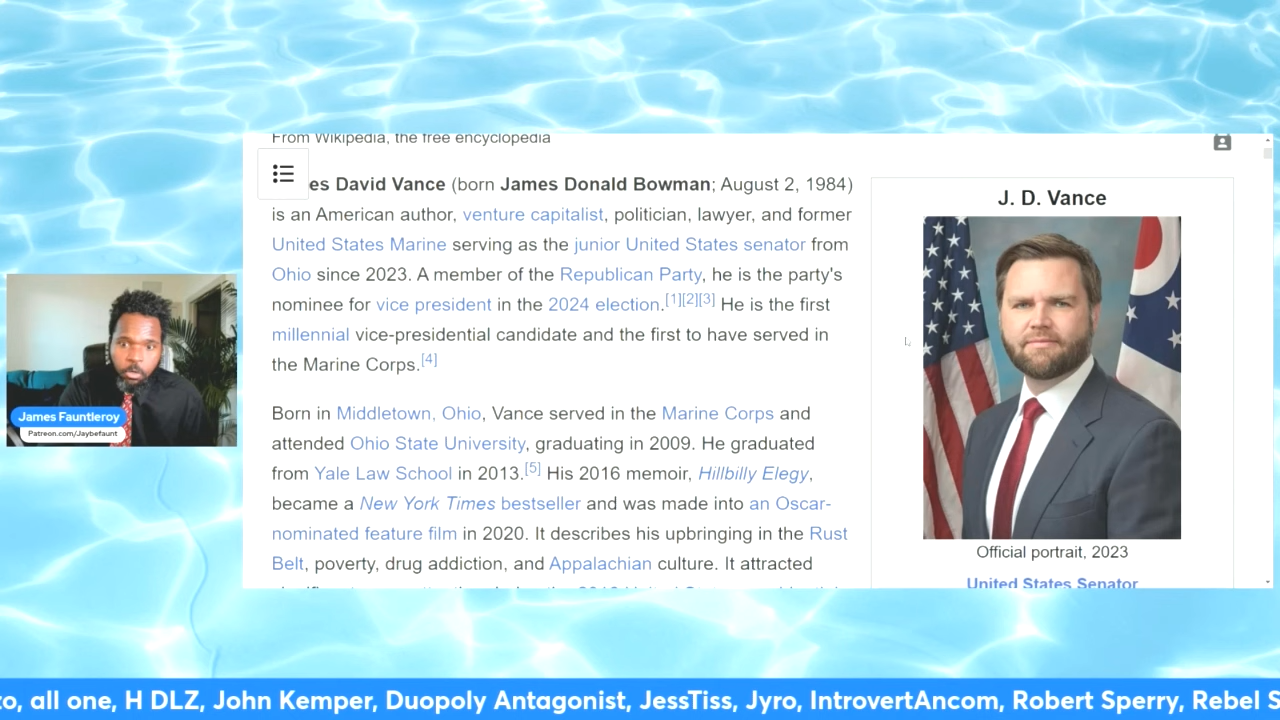 From Wikipedia, the free encyclopedia
es David Vance (born James Donald Bowman; August 2, 1984)
is an American author, venture capitalist, politician, lawyer, and former
United States Marine serving as the junior United States senator from
Ohio since 2023. A member of the Republican Party, he is the party's
nominee for vice president in the 2024 election.[1][2][3] He is the first
millennial vice-presidential candidate and the first to have served in
the Marine Corps.[4]
Born in Middletown, Ohio, Vance served in the Marine Corps and
attended Ohio State University, graduating in 2009. He graduated
from Yale Law School in 2013.[5] His 2016 memoir, Hillbilly Elegy,
became a New York Times bestseller and was made into an Oscar-
nominated feature film in 2020. It describes his upbringing in the Rust
Belt, poverty, drug addiction, and Appalachian culture. It attracted
J. D. Vance
Official portrait, 2023
United States Senator
James Fauntleroy
Patreon.com/Jaybefaunt
to, all one, H DLZ, John Kemper, Duopoly Antagonist, JessTiss, Jyro, IntrovertAncom, Robert Sperry, Rebel S